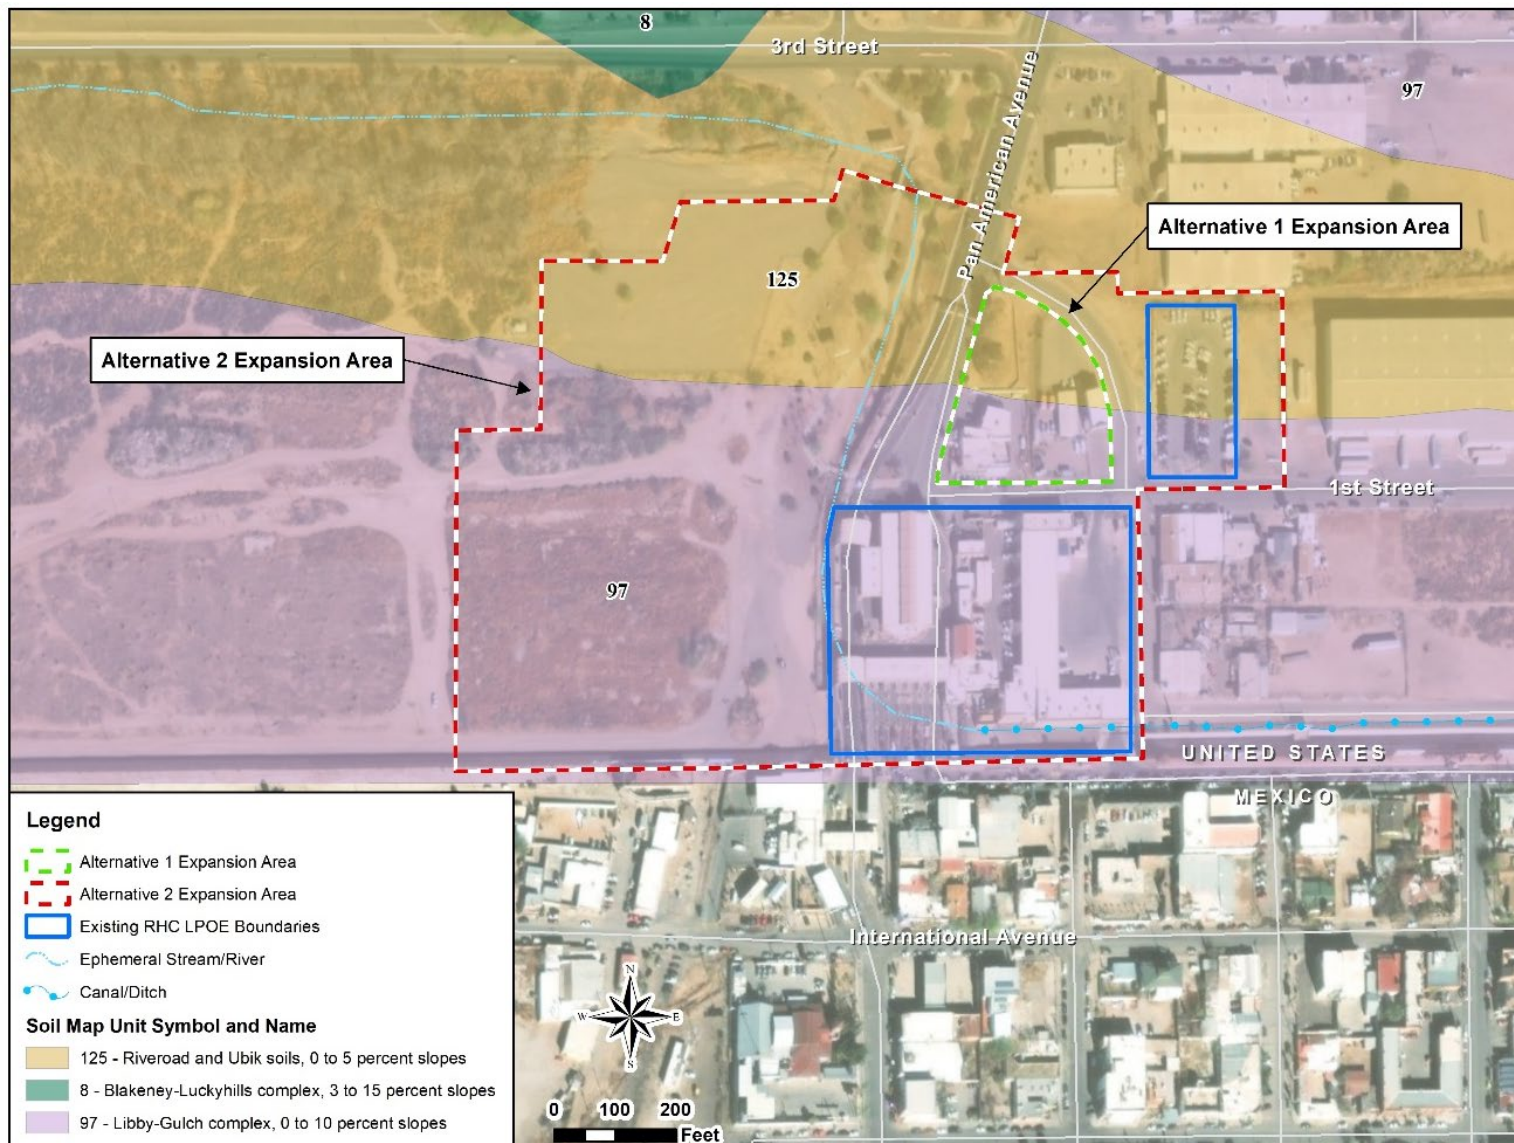 8
3rd Street
97
Pan American Avenue
Alternative 1 Expansion Area
125
Alternative 2 Expansion Area
1st Street
97
UNITED STATES
MEXICO
International Avenue
Legend
Alternative 1 Expansion Area
Alternative 2 Expansion Area
Existing RHC LPOE Boundaries
Ephemeral Stream/River
Canal/Ditch
Soil Map Unit Symbol and Name
125 - Riveroad and Ubik soils, 0 to 5 percent slopes
8 - Blakeney-Luckyhills complex, 3 to 15 percent slopes
97 - Libby-Gulch complex, 0 to 10 percent slopes
N
W E
S
0 100 200
Feet